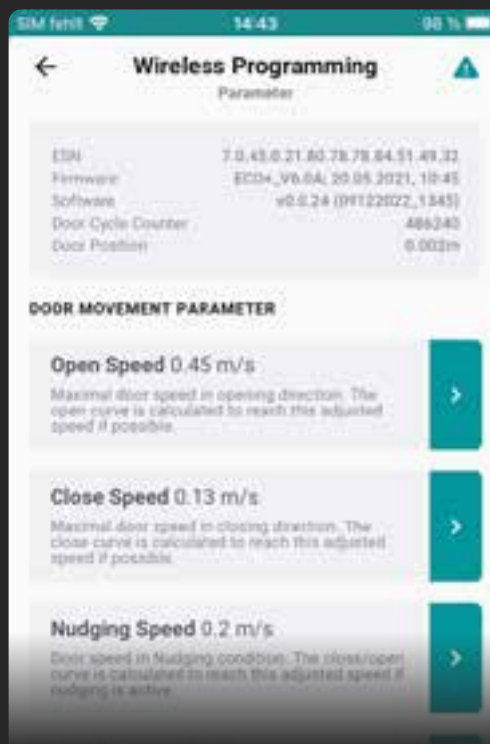 SIM fehlt 14:43 98 %
Wireless Programming
Parameter
ESN 7.0.45.0.21.80.78.78.84.51.49.32
Firmware ECO+_V6.0A; 20.05.2021, 10:45
Software v0.0.24 (09122022_1345)
Door Cycle Counter 486240
Door Position 0.002m
DOOR MOVEMENT PARAMETER
Open Speed 0.45 m/s
Maximal door speed in opening direction. The
open curve is calculated to reach this adjusted
speed if possible.
Close Speed 0.13 m/s
Maximal door speed in closing direction. The
close curve is calculated to reach this adjusted
speed if possible.
Nudging Speed 0.2 m/s
Door speed in Nudging condition. The close/open
curve is calculated to reach this adjusted speed if
nudging is active.